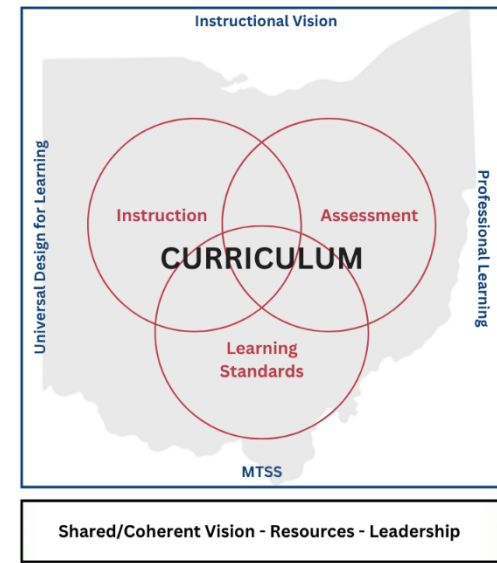 Instructional Vision
Universal Design for Learning
Professional Learning
Instruction
Assessment
CURRICULUM
Learning
Standards
MTSS
Shared/Coherent Vision - Resources - Leadership